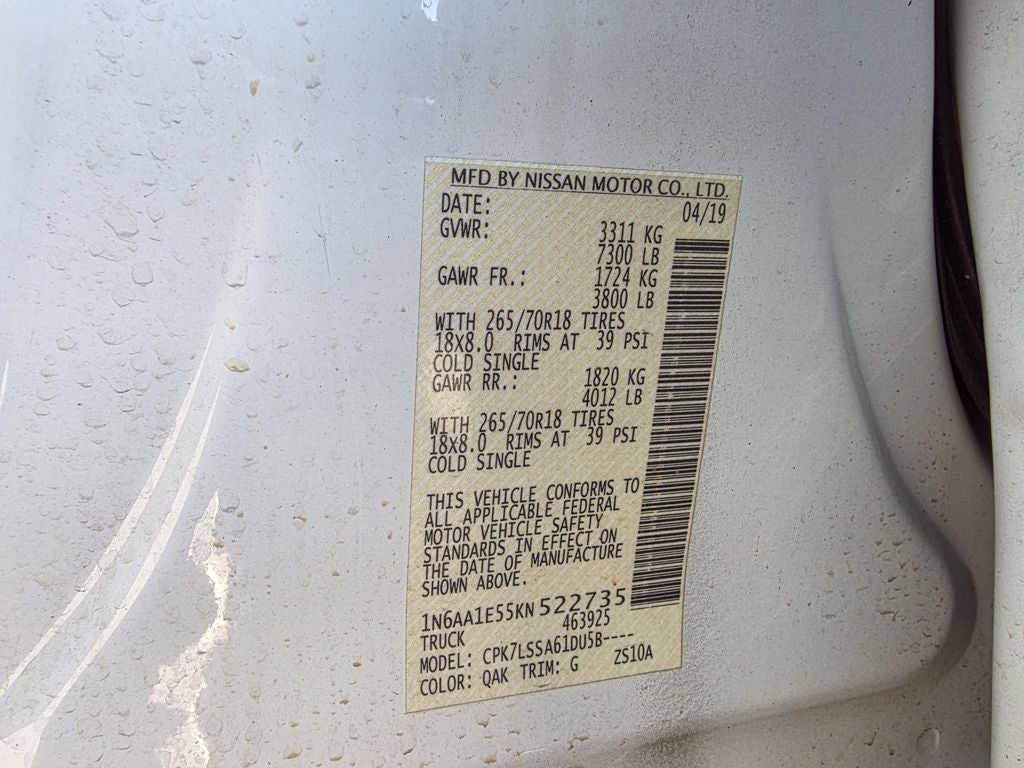 MFD BY NISSAN MOTOR CO., LTD.
DATE: 04/19
GVWR: 3311 KG
7300 LB
GAWR FR.: 1724 KG
3800 LB
WITH 265/70R18 TIRES
18X8.0 RIMS AT 39 PSI
COLD SINGLE
GAWR RR.: 1820 KG
4012 LB
WITH 265/70R18 TIRES
18X8.0 RIMS AT 39 PSI
COLD SINGLE
THIS VEHICLE CONFORMS TO
ALL APPLICABLE FEDERAL
MOTOR VEHICLE SAFETY
STANDARDS IN EFFECT ON
THE DATE OF MANUFACTURE
SHOWN ABOVE.
1N6AA1E55KN522735
TRUCK 463925
MODEL: CPK7LSSA61DU5B----
COLOR: QAK TRIM: G ZS10A